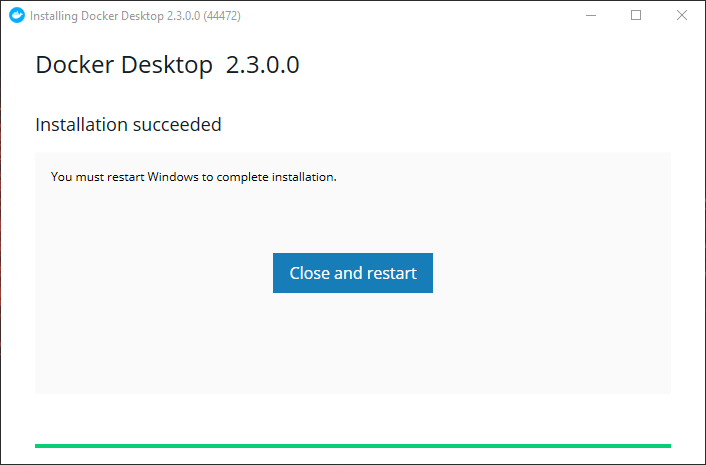 Installing Docker Desktop 2.3.0.0 (44472)
Docker Desktop 2.3.0.0
Installation succeeded
You must restart Windows to complete installation.
Close and restart